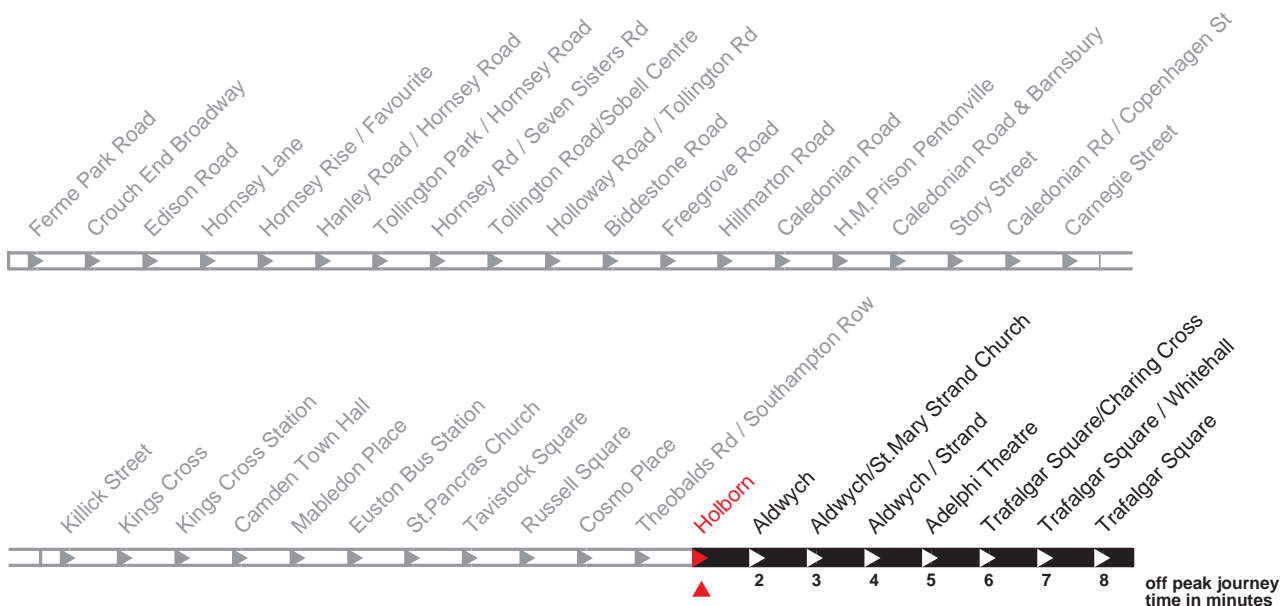 Ferme Park Road
Crouch End Broadway
Edison Road
Hornsey Lane
Hornsey Rise / Favourite
Hanley Road / Hornsey Road
Tollington Park / Hornsey Road
Hornsey Rd / Seven Sisters Rd
Tollington Road/Sobell Centre
Holloway Road / Tollington Rd
Biddestone Road
Freegrove Road
Hillmarton Road
Caledonian Road
H.M.Prison Pentonville
Caledonian Road & Barnsbury
Story Street
Caledonian Rd / Copenhagen St
Carnegie Street
Killick Street
Kings Cross
Kings Cross Station
Camden Town Hall
Mabledon Place
Euston Bus Station
St.Pancras Church
Tavistock Square
Russell Square
Cosmo Place
Theobalds Rd / Southampton Row
Holborn
Aldwych
Aldwych/St.Mary Strand Church
Aldwych / Strand
Adelphi Theatre
Trafalgar Square/Charing Cross
Trafalgar Square / Whitehall
Trafalgar Square
2 3 4 5 6 7 8
off peak journey
time in minutes